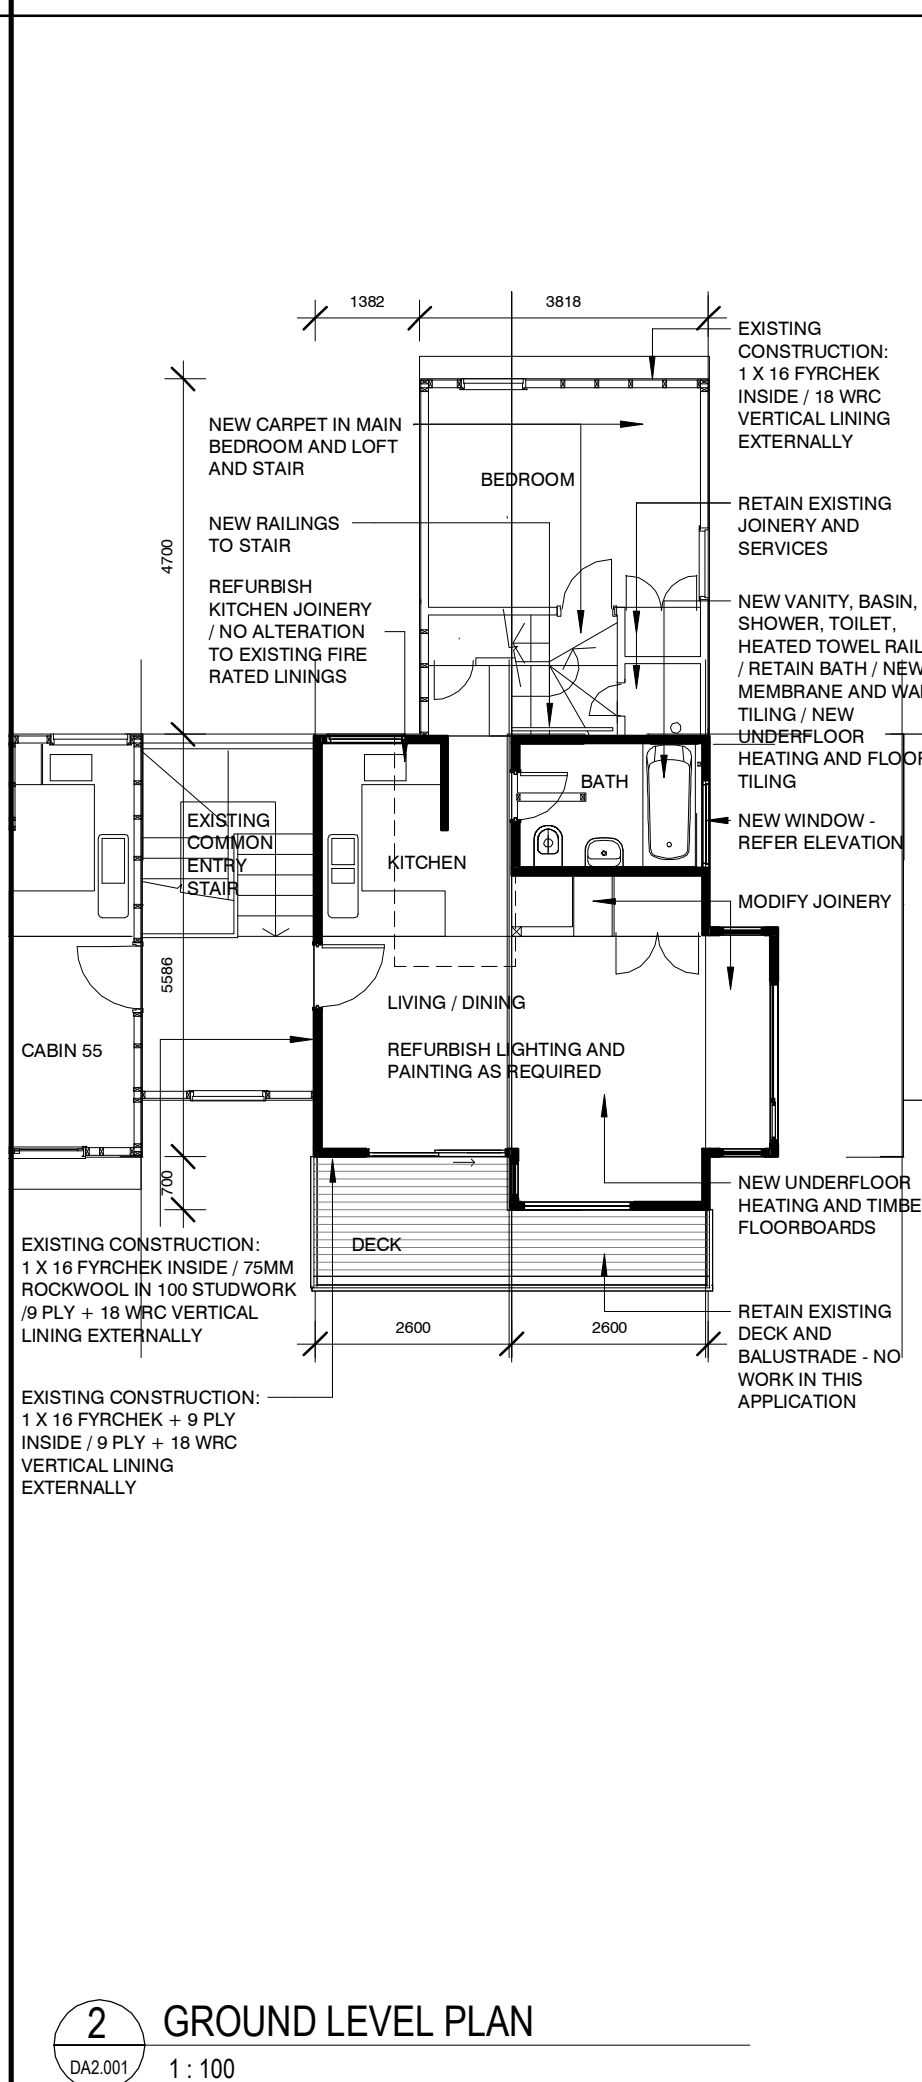 1382
3818
EXISTING
CONSTRUCTION:
1 X 16 FYRCHEK
INSIDE / 18 WRC
VERTICAL LINING
EXTERNALLY
NEW CARPET IN MAIN
BEDROOM AND LOFT
AND STAIR
BEDROOM
RETAIN EXISTING
JOINERY AND
SERVICES
NEW RAILINGS
TO STAIR
4700
REFURBISH
KITCHEN JOINERY
/ NO ALTERATION
TO EXISTING FIRE
RATED LININGS
NEW VANITY, BASIN,
SHOWER, TOILET,
HEATED TOWEL RAIL
/ RETAIN BATH / NEW
MEMBRANE AND WA
TILING / NEW
UNDERFLOOR
HEATING AND FLOOR
TILING
BATH
EXISTING
COMMON
ENTRY
STAIR
KITCHEN
NEW WINDOW -
REFER ELEVATION
MODIFY JOINERY
5586
LIVING / DINING
CABIN 55
REFURBISH LIGHTING AND
PAINTING AS REQUIRED
700
NEW UNDERFLOOR
HEATING AND TIMBE
FLOORBOARDS
EXISTING CONSTRUCTION:
1 X 16 FYRCHEK INSIDE / 75MM
ROCKWOOL IN 100 STUDWORK
/9 PLY + 18 WRC VERTICAL
LINING EXTERNALLY
DECK
2600
2600
RETAIN EXISTING
DECK AND
BALUSTRADE - NO
WORK IN THIS
APPLICATION
EXISTING CONSTRUCTION:
1 X 16 FYRCHEK + 9 PLY
INSIDE / 9 PLY + 18 WRC
VERTICAL LINING
EXTERNALLY
2
GROUND LEVEL PLAN
DA2.001
1 : 100